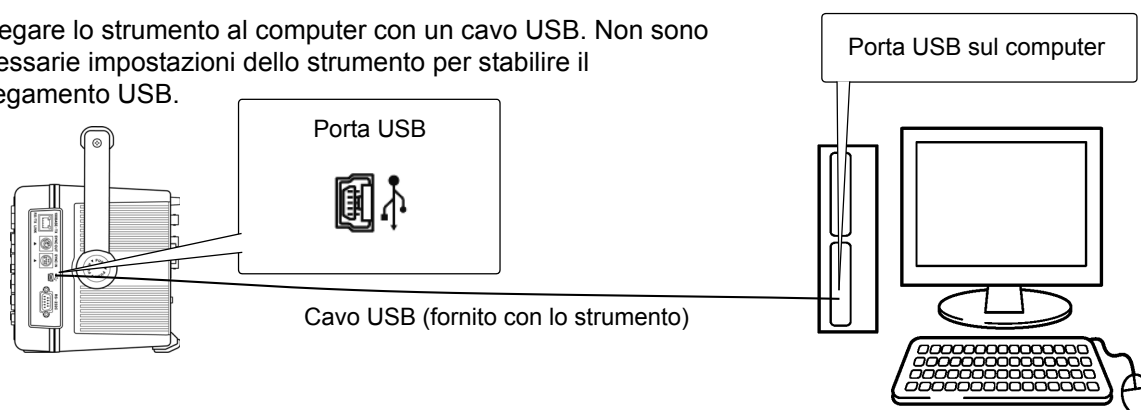 egare lo strumento al computer con un cavo USB. Non sono
essarie impostazioni dello strumento per stabilire il
egamento USB.
Porta USB sul computer
Porta USB
Cavo USB (fornito con lo strumento)